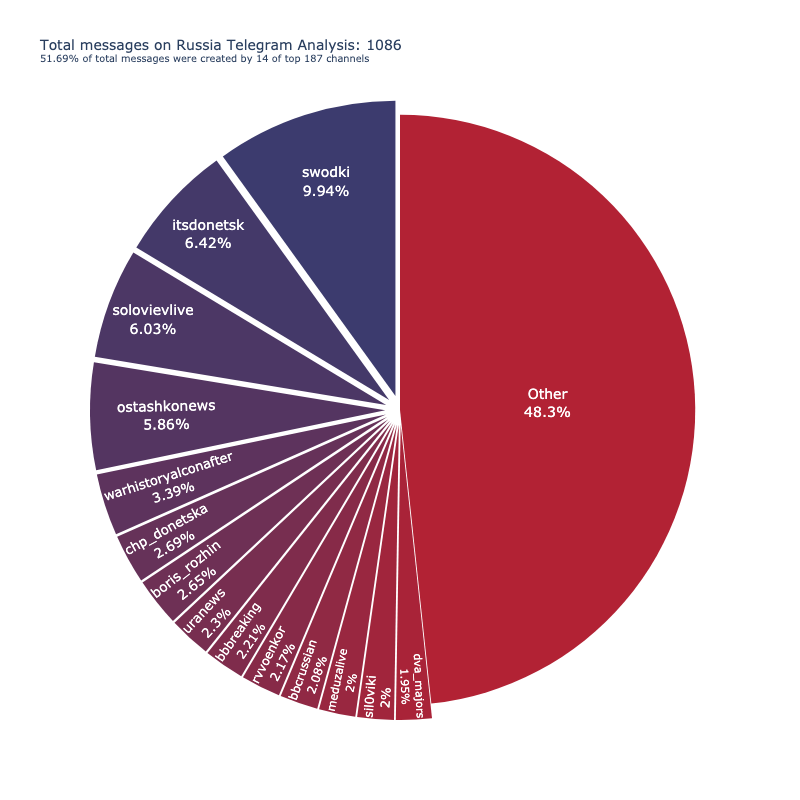 Total messages on Russia Telegram Analysis: 1086
51.69% of total messages were created by 14 of top 187 channels
swodki
9.94%
itsdonetsk
6.42%
solovievlive
6.03%
ostashkonews
5.86%
warhistoryalconafter
3.39%
chp_donetska
2.69%
boris_rozhin
2.65%
uranews
2.3%
bbbreaking
2.21%
rvvoenkor
2.17%
bbcrussian
2.08%
meduzalive
2%
sil0viki
2%
dva_majors
1.95%
Other
48.3%